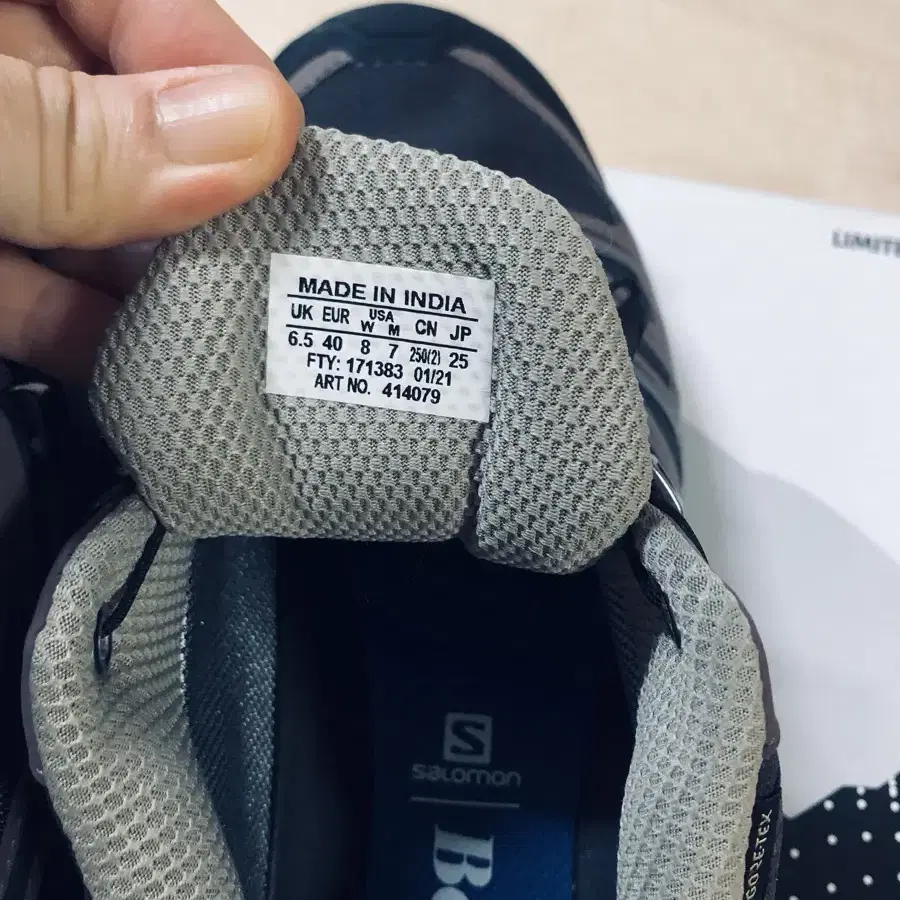 LIMITE
MADE IN INDIA
UK EUR USA W M CN JP
6.5 40 8 7 250(2) 25
FTY: 171383 01/21
ART NO. 414079
S
salomon
GORE-TEX